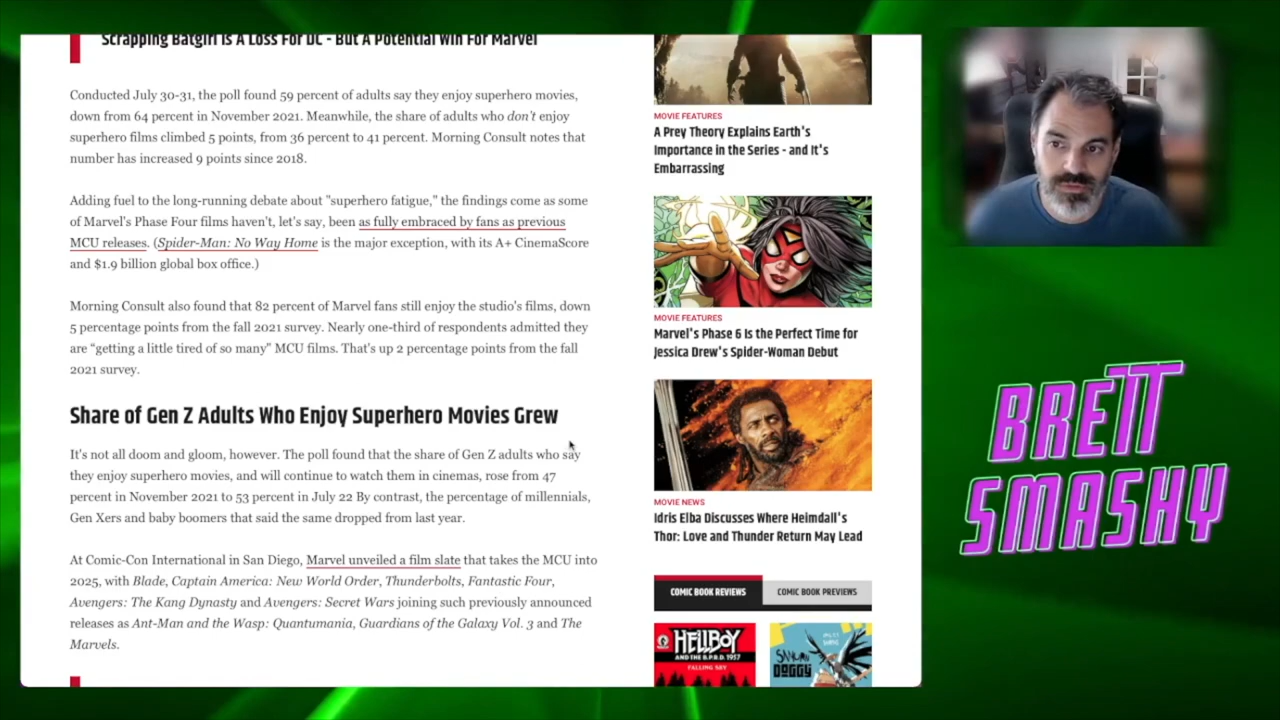 Scrapping Batgirl Is A Loss For DC - But A Potential Win For Marvel
Conducted July 30-31, the poll found 59 percent of adults say they enjoy superhero movies,
down from 64 percent in November 2021. Meanwhile, the share of adults who don't enjoy
superhero films climbed 5 points, from 36 percent to 41 percent. Morning Consult notes that
number has increased 9 points since 2018.
Adding fuel to the long-running debate about "superhero fatigue," the findings come as some
of Marvel's Phase Four films haven't, let's say, been as fully embraced by fans as previous
MCU releases. (Spider-Man: No Way Home is the major exception, with its A+ CinemaScore
and $1.9 billion global box office.)
Morning Consult also found that 82 percent of Marvel fans still enjoy the studio's films, down
5 percentage points from the fall 2021 survey. Nearly one-third of respondents admitted they
are “getting a little tired of so many” MCU films. That's up 2 percentage points from the fall
2021 survey.
Share of Gen Z Adults Who Enjoy Superhero Movies Grew
It's not all doom and gloom, however. The poll found that the share of Gen Z adults who say
they enjoy superhero movies, and will continue to watch them in cinemas, rose from 47
percent in November 2021 to 53 percent in July 22 By contrast, the percentage of millennials,
Gen Xers and baby boomers that said the same dropped from last year.
At Comic-Con International in San Diego, Marvel unveiled a film slate that takes the MCU into
2025, with Blade, Captain America: New World Order, Thunderbolts, Fantastic Four,
Avengers: The Kang Dynasty and Avengers: Secret Wars joining such previously announced
releases as Ant-Man and the Wasp: Quantumania, Guardians of the Galaxy Vol. 3 and The
Marvels.
MOVIE FEATURES
A Prey Theory Explains Earth's
Importance in the Series - and It's
Embarrassing
MOVIE FEATURES
Marvel's Phase 6 Is the Perfect Time for
Jessica Drew's Spider-Woman Debut
MOVIE NEWS
Idris Elba Discusses Where Heimdall's
Thor: Love and Thunder Return May Lead
COMIC BOOK REVIEWS
COMIC BOOK PREVIEWS
HELLBOY
AND THE B.P.R.D. 1957
FALLING SKY
SAMURAI
DOGGY
BRETT
SMASHY